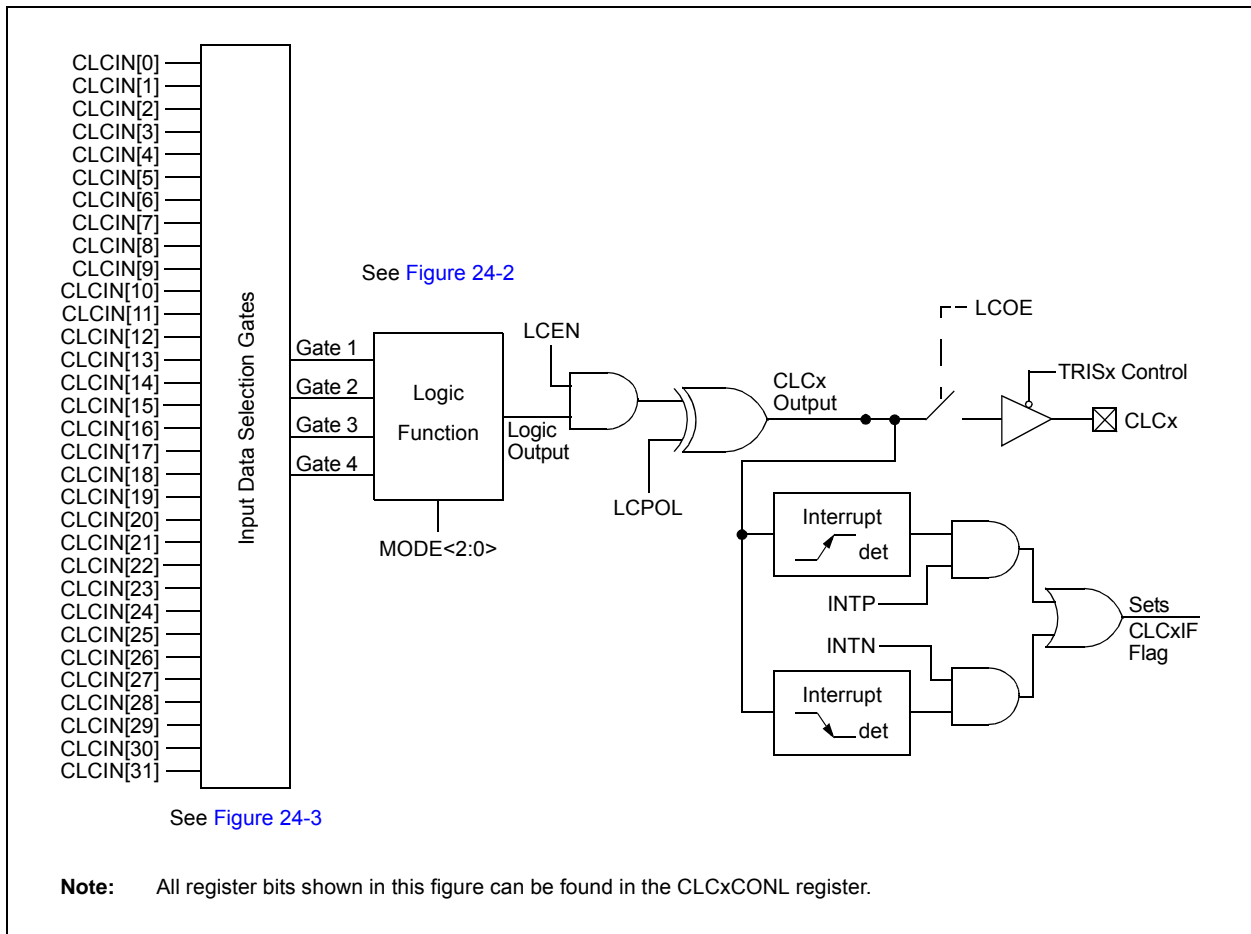 CLCIN[0]
CLCIN[1]
CLCIN[2]
CLCIN[3]
CLCIN[4]
CLCIN[5]
CLCIN[6]
CLCIN[7]
CLCIN[8]
CLCIN[9]
CLCIN[10]
CLCIN[11]
CLCIN[12]
CLCIN[13]
CLCIN[14]
CLCIN[15]
CLCIN[16]
CLCIN[17]
CLCIN[18]
CLCIN[19]
CLCIN[20]
CLCIN[21]
CLCIN[22]
CLCIN[23]
CLCIN[24]
CLCIN[25]
CLCIN[26]
CLCIN[27]
CLCIN[28]
CLCIN[29]
CLCIN[30]
CLCIN[31]
Input Data Selection Gates
See Figure 24-3
Gate 1
Gate 2
Gate 3
Gate 4
See Figure 24-2
Logic
Function
MODE<2:0>
LCEN
Logic
Output
LCPOL
CLCx
Output
LCOE
TRISx Control
CLCx
Interrupt
det
INTP
INTN
Interrupt
det
Sets
CLCxIF
Flag
Note: All register bits shown in this figure can be found in the CLCxCONL register.